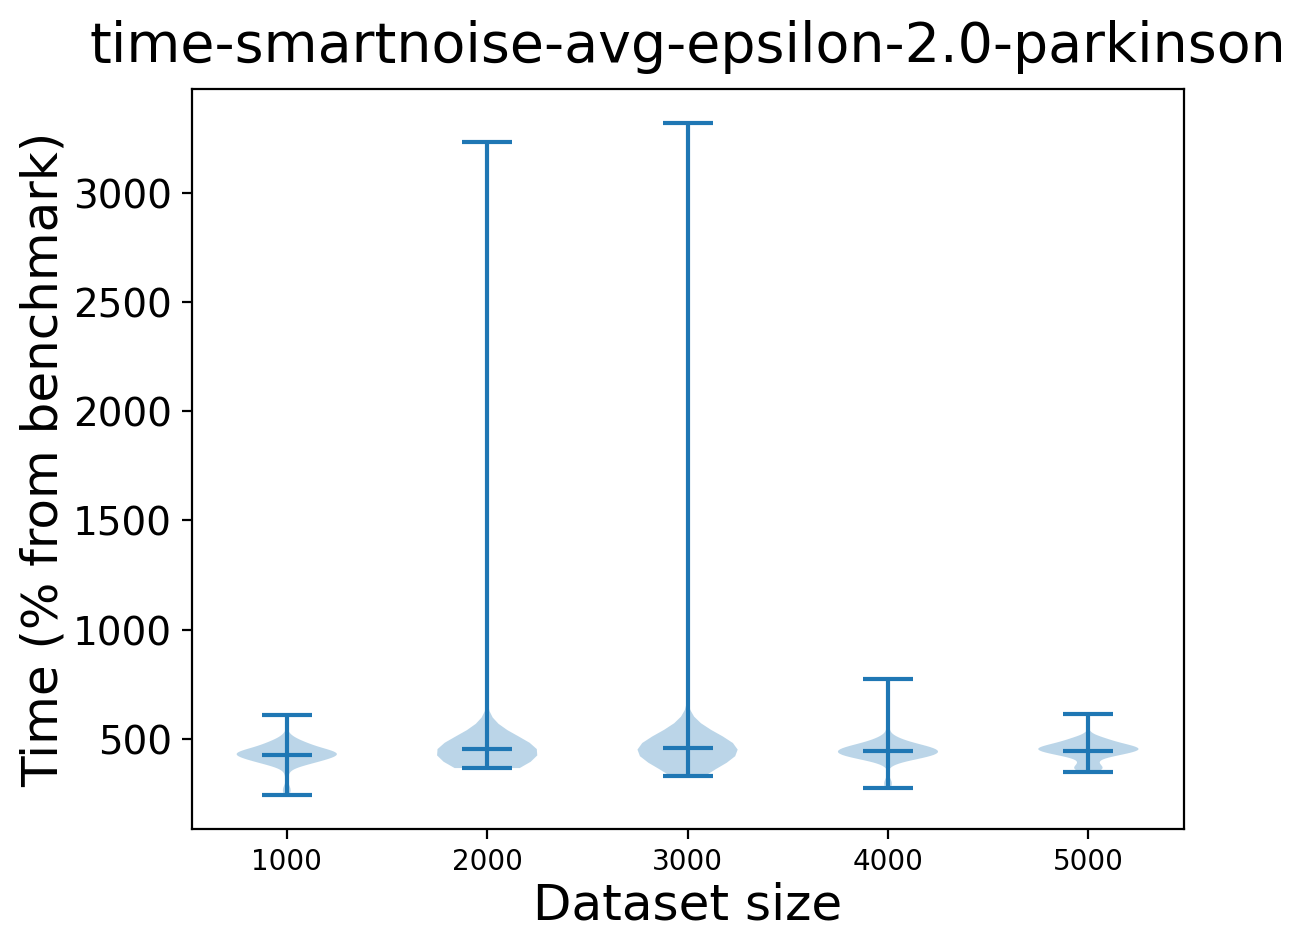 time-smartnoise-avg-epsilon-2.0-parkinson
Time (% from benchmark)
3000
2500
2000
1500
1000
500
1000 2000 3000 4000 5000
Dataset size